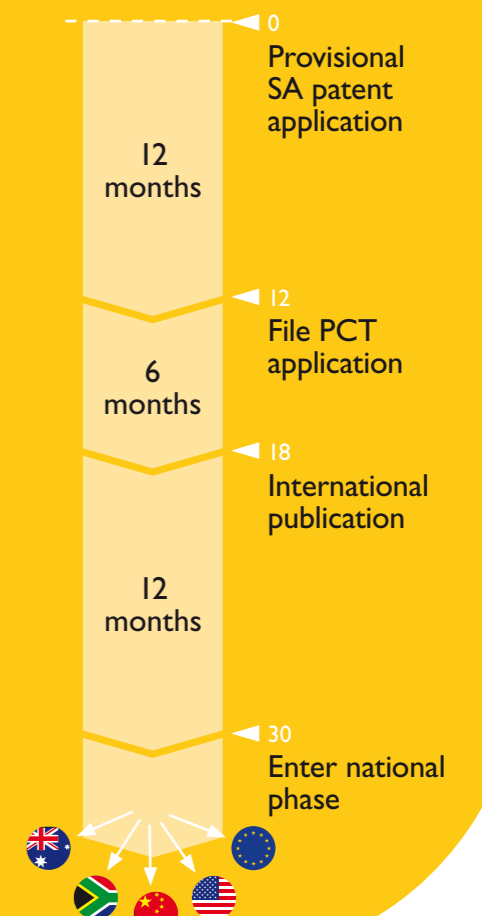 0
Provisional
SA patent
application
12
months
12
File PCT
application
6
months
18
International
publication
12
months
30
Enter national
phase